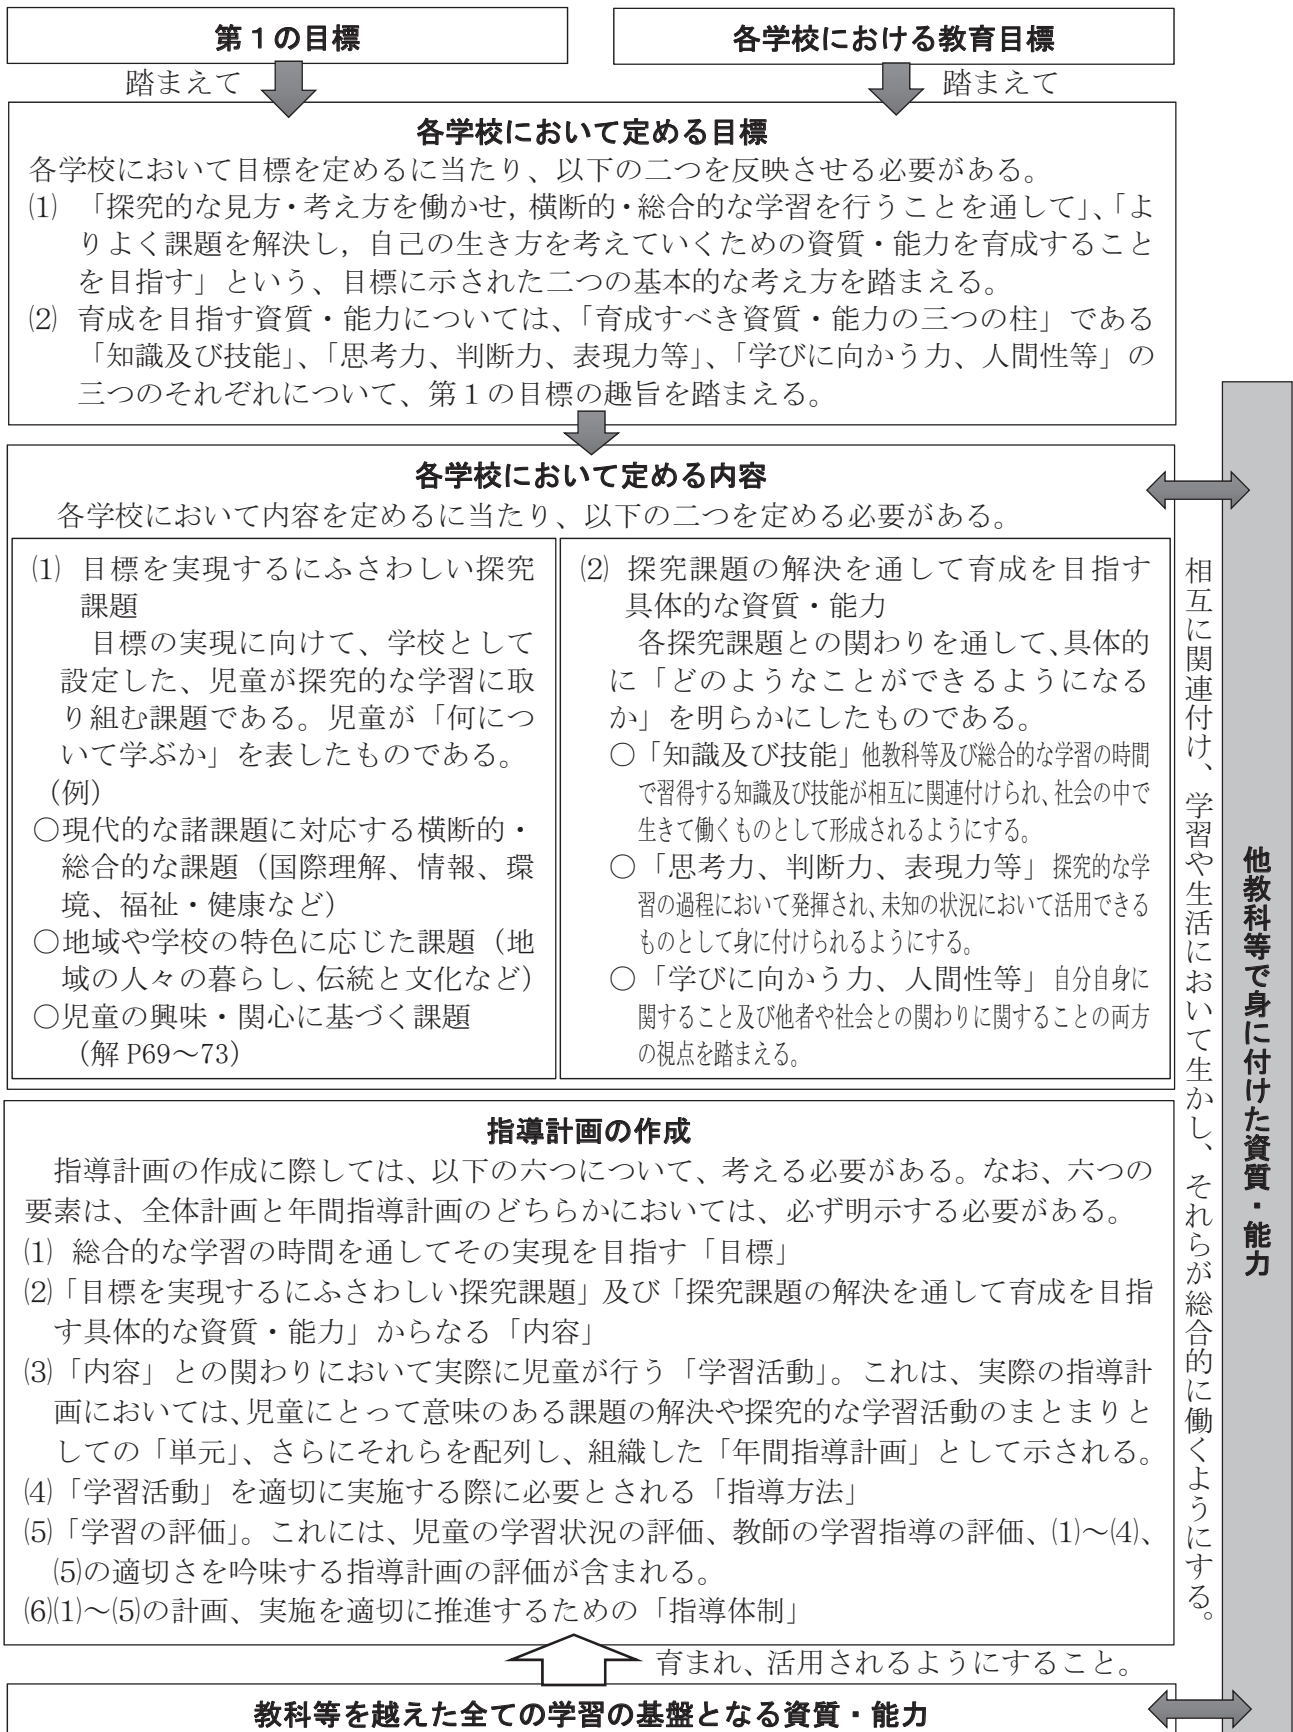 第1の目標
各学校における教育目標
踏まえて
踏まえて
各学校において定める目標
各学校において目標を定めるに当たり、以下の二つを反映させる必要がある。
⑴ 「探究的な見方・考え方を働かせ, 横断的・総合的な学習を行うことを通して」、「よ
りよく課題を解決し, 自己の生き方を考えていくための資質・能力を育成すること
を目指す」という、目標に示された二つの基本的な考え方を踏まえる。
⑵ 育成を目指す資質・能力については、「育成すべき資質・能力の三つの柱」である
「知識及び技能」、「思考力、判断力、表現力等」、「学びに向かう力、人間性等」の
三つのそれぞれについて、第1の目標の趣旨を踏まえる。
各学校において定める内容
各学校において内容を定めるに当たり、以下の二つを定める必要がある。
⑴ 目標を実現するにふさわしい探究
課題
目標の実現に向けて、学校として
設定した、児童が探究的な学習に取
り組む課題である。児童が「何につ
いて学ぶか」を表したものである。
(例)
○現代的な諸課題に対応する横断的・
総合的な課題(国際理解、情報、環
境、福祉・健康など)
○地域や学校の特色に応じた課題(地
域の人々の暮らし、伝統と文化など)
○児童の興味・関心に基づく課題
(解 P69～73)
⑵ 探究課題の解決を通して育成を目指す
具体的な資質・能力
各探究課題との関わりを通して、具体的
に「どのようなことができるようになる
か」を明らかにしたものである。
○「知識及び技能」他教科等及び総合的な学習の時間
で習得する知識及び技能が相互に関連付けられ、社会の中で
生きて働くものとして形成されるようにする。
○「思考力、判断力、表現力等」探究的な学
習の過程において発揮され、未知の状況において活用できる
ものとして身に付けられるようにする。
○「学びに向かう力、人間性等」自分自身に
関すること及び他者や社会との関わりに関することの両方
の視点を踏まえる。
相互に関連付け、学習や生活において生かし、それらが総合的に働くようにする。
他教科等で身に付けた資質・能力
指導計画の作成
指導計画の作成に際しては、以下の六つについて、考える必要がある。なお、六つの
要素は、全体計画と年間指導計画のどちらかにおいては、必ず明示する必要がある。
⑴ 総合的な学習の時間を通してその実現を目指す「目標」
⑵「目標を実現するにふさわしい探究課題」及び「探究課題の解決を通して育成を目指
す具体的な資質・能力」からなる「内容」
⑶「内容」との関わりにおいて実際に児童が行う「学習活動」。これは、実際の指導計
画においては、児童にとって意味のある課題の解決や探究的な学習活動のまとまりと
しての「単元」、さらにそれらを配列し、組織した「年間指導計画」として示される。
⑷「学習活動」を適切に実施する際に必要とされる「指導方法」
⑸「学習の評価」。これには、児童の学習状況の評価、教師の学習指導の評価、⑴～⑷、
⑸の適切さを吟味する指導計画の評価が含まれる。
⑹⑴～⑸の計画、実施を適切に推進するための「指導体制」
育まれ、活用されるようにすること。
教科等を越えた全ての学習の基盤となる資質・能力